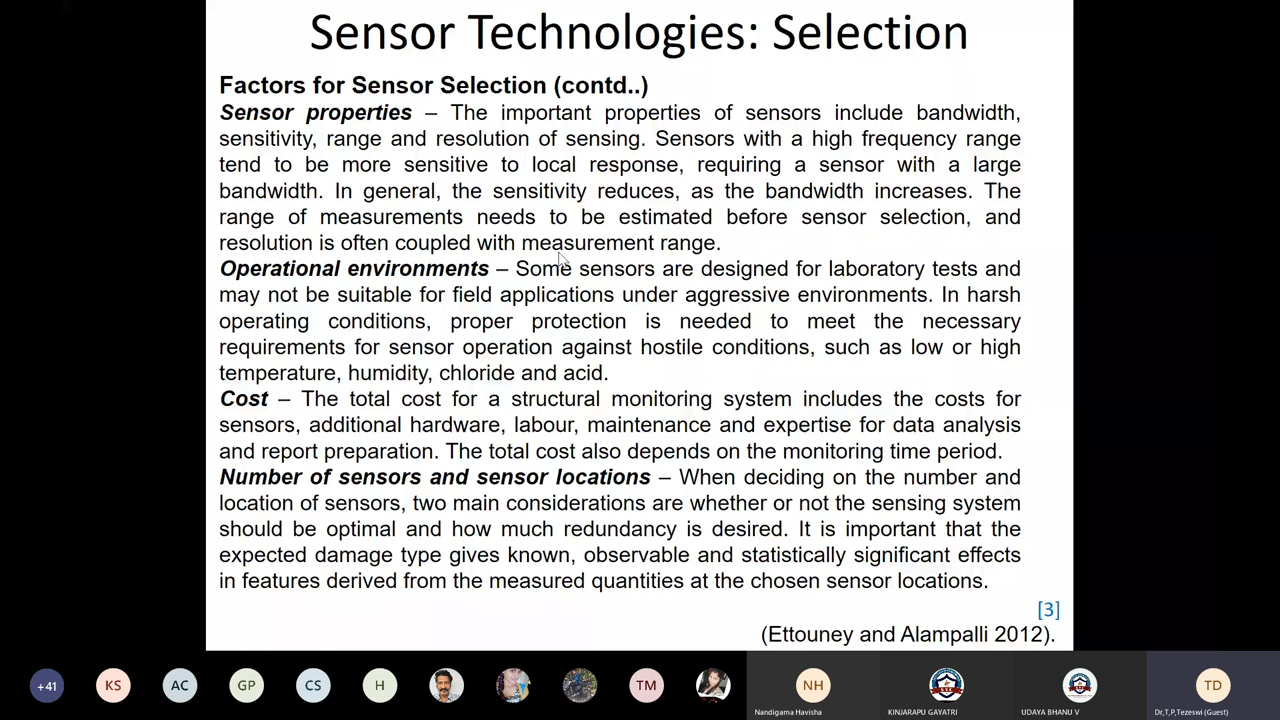 Sensor Technologies: Selection
Factors for Sensor Selection (contd..)
Sensor properties – The important properties of sensors include bandwidth,
sensitivity, range and resolution of sensing. Sensors with a high frequency range
tend to be more sensitive to local response, requiring a sensor with a large
bandwidth. In general, the sensitivity reduces, as the bandwidth increases. The
range of measurements needs to be estimated before sensor selection, and
resolution is often coupled with measurement range.
Operational environments – Some sensors are designed for laboratory tests and
may not be suitable for field applications under aggressive environments. In harsh
operating conditions, proper protection is needed to meet the necessary
requirements for sensor operation against hostile conditions, such as low or high
temperature, humidity, chloride and acid.
Cost – The total cost for a structural monitoring system includes the costs for
sensors, additional hardware, labour, maintenance and expertise for data analysis
and report preparation. The total cost also depends on the monitoring time period.
Number of sensors and sensor locations – When deciding on the number and
location of sensors, two main considerations are whether or not the sensing system
should be optimal and how much redundancy is desired. It is important that the
expected damage type gives known, observable and statistically significant effects
in features derived from the measured quantities at the chosen sensor locations.
[3]
(Ettouney and Alampalli 2012).
+41 KS AC GP CS H TM NH TD
Nandigama Havisha KINJARAPU GAYATRI UDAYA BHANU V Dr,T,P,Tezeswi (Guest)